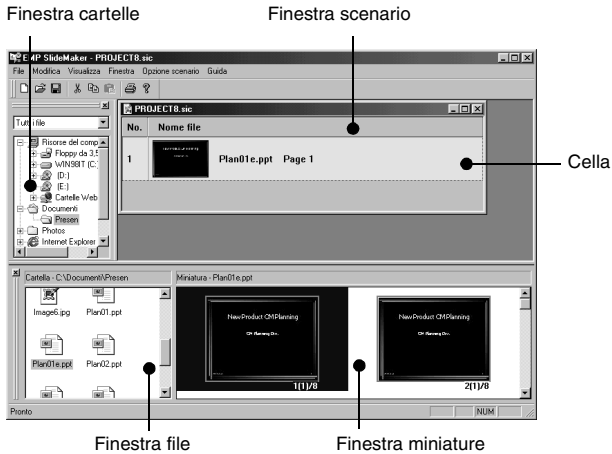 Finestra cartelle
Finestra scenario
EMP SlideMaker - PROJECT8.sic
File Modifica Visualizza Finestra Opzione scenario Guida
Tutti i file
Risorse del comp
Floppy da 3,5
WIN98IT (C:
(D:)
(E:)
Cartelle Web
Documenti
Presen
Photos
Internet Explorer
PROJECT8.sic
No. Nome file
1 Plan01e.ppt Page 1
Cella
Cartella - C:\Documenti\Presen
Image6.jpg Plan01.ppt
Plan01e.ppt Plan02.ppt
Miniatura - Plan01e.ppt
New Product CM Planning
CM Planning Div.
1(1)/8
New Product CM Planning
CM Planning Div.
2(1)/8
Pronto
NUM
Finestra file
Finestra miniature